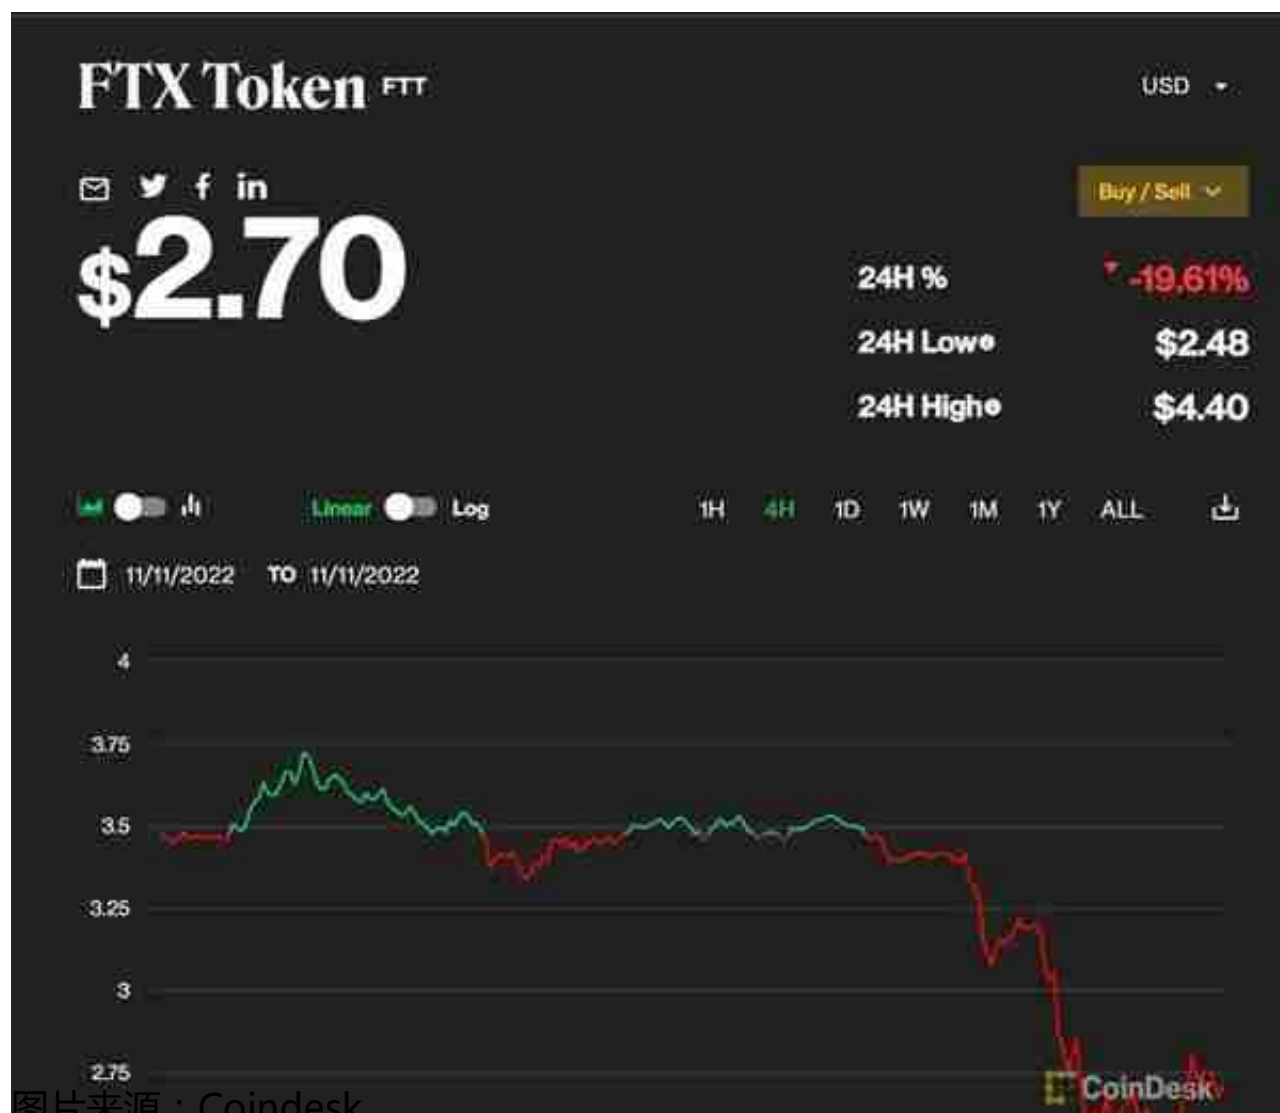 FTX Token FTT
USD
Buy / Sell
$2.70
24H % -19.61%
24H Low $2.48
24H High $4.40
Linear Log
1H 4H 1D 1W 1M 1Y ALL
11/11/2022 TO 11/11/2022
4
3.75
3.5
3.25
3
2.75
CoinDesk
图片来源：Coindesk